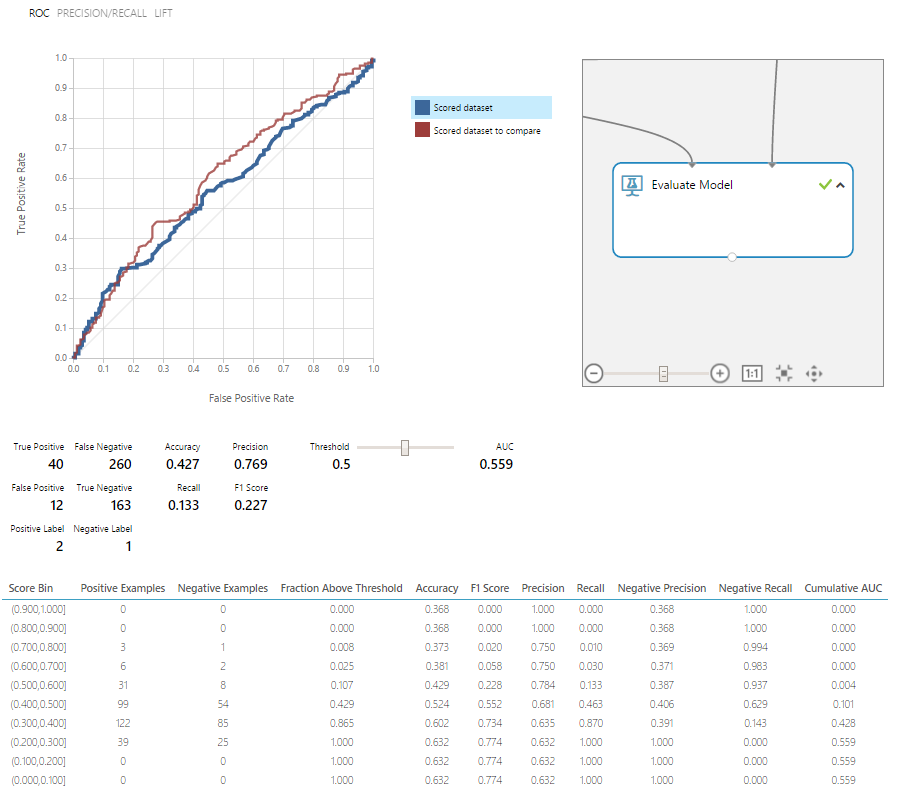 ROC PRECISION/RECALL LIFT
1.0
0.9
0.8
0.7
0.6
0.5
0.4
0.3
0.2
0.1
0.0
True Positive Rate
0.0 0.1 0.2 0.3 0.4 0.5 0.6 0.7 0.8 0.9 1.0
False Positive Rate
Scored dataset
Scored dataset to compare
Evaluate Model
1:1
True Positive False Negative Accuracy Precision Threshold AUC
40 260 0.427 0.769 0.5 0.559
False Positive True Negative Recall F1 Score
12 163 0.133 0.227
Positive Label Negative Label
2 1
Score Bin Positive Examples Negative Examples Fraction Above Threshold Accuracy F1 Score Precision Recall Negative Precision Negative Recall Cumulative AUC
(0.900,1.000] 0 0 0.000 0.368 0.000 1.000 0.000 0.368 1.000 0.000
(0.800,0.900] 0 0 0.000 0.368 0.000 1.000 0.000 0.368 1.000 0.000
(0.700,0.800] 3 1 0.008 0.373 0.020 0.750 0.010 0.369 0.994 0.000
(0.600,0.700] 6 2 0.025 0.381 0.058 0.750 0.030 0.371 0.983 0.000
(0.500,0.600] 31 8 0.107 0.429 0.228 0.784 0.133 0.387 0.937 0.004
(0.400,0.500] 99 54 0.429 0.524 0.552 0.681 0.463 0.406 0.629 0.101
(0.300,0.400] 122 85 0.865 0.602 0.734 0.635 0.870 0.391 0.143 0.428
(0.200,0.300] 39 25 1.000 0.632 0.774 0.632 1.000 1.000 0.000 0.559
(0.100,0.200] 0 0 1.000 0.632 0.774 0.632 1.000 1.000 0.000 0.559
(0.000,0.100] 0 0 1.000 0.632 0.774 0.632 1.000 1.000 0.000 0.559